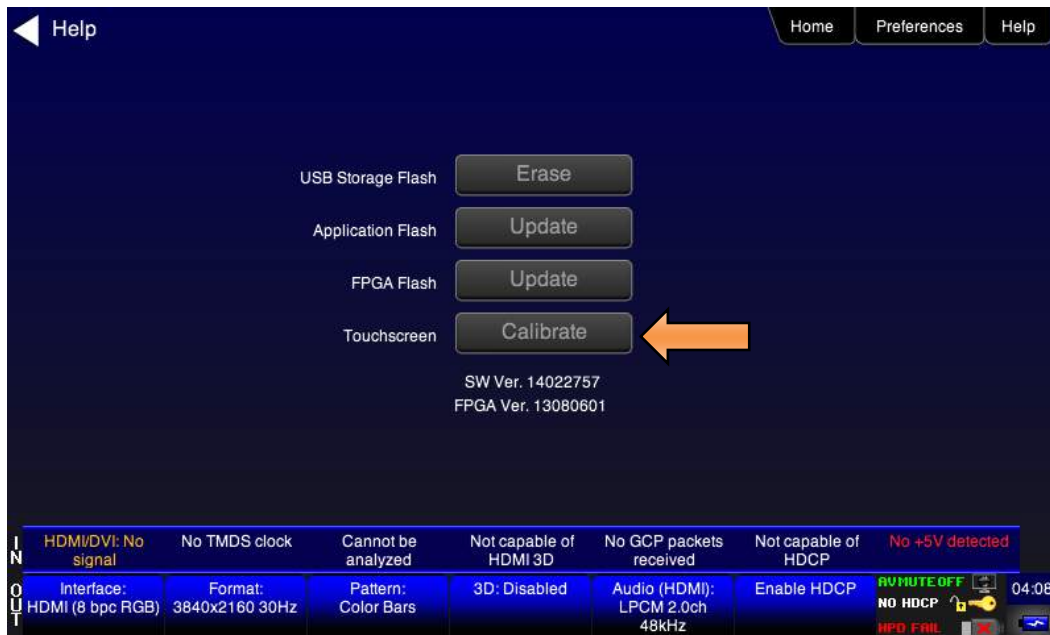 Help
Home
Preferences
Help
USB Storage Flash
Erase
Application Flash
Update
FPGA Flash
Update
Touchscreen
Calibrate
SW Ver. 14022757
FPGA Ver. 13080601
IN
HDMI/DVI: No
signal
No TMDS clock
Cannot be
analyzed
Not capable of
HDMI 3D
No GCP packets
received
Not capable of
HDCP
No +5V detected
OUT
Interface:
HDMI (8 bpc RGB)
Format:
3840x2160 30Hz
Pattern:
Color Bars
3D: Disabled
Audio (HDMI):
LPCM 2.0ch
48kHz
Enable HDCP
AVMUTE OFF
NO HDCP
HPD FAIL
04:08